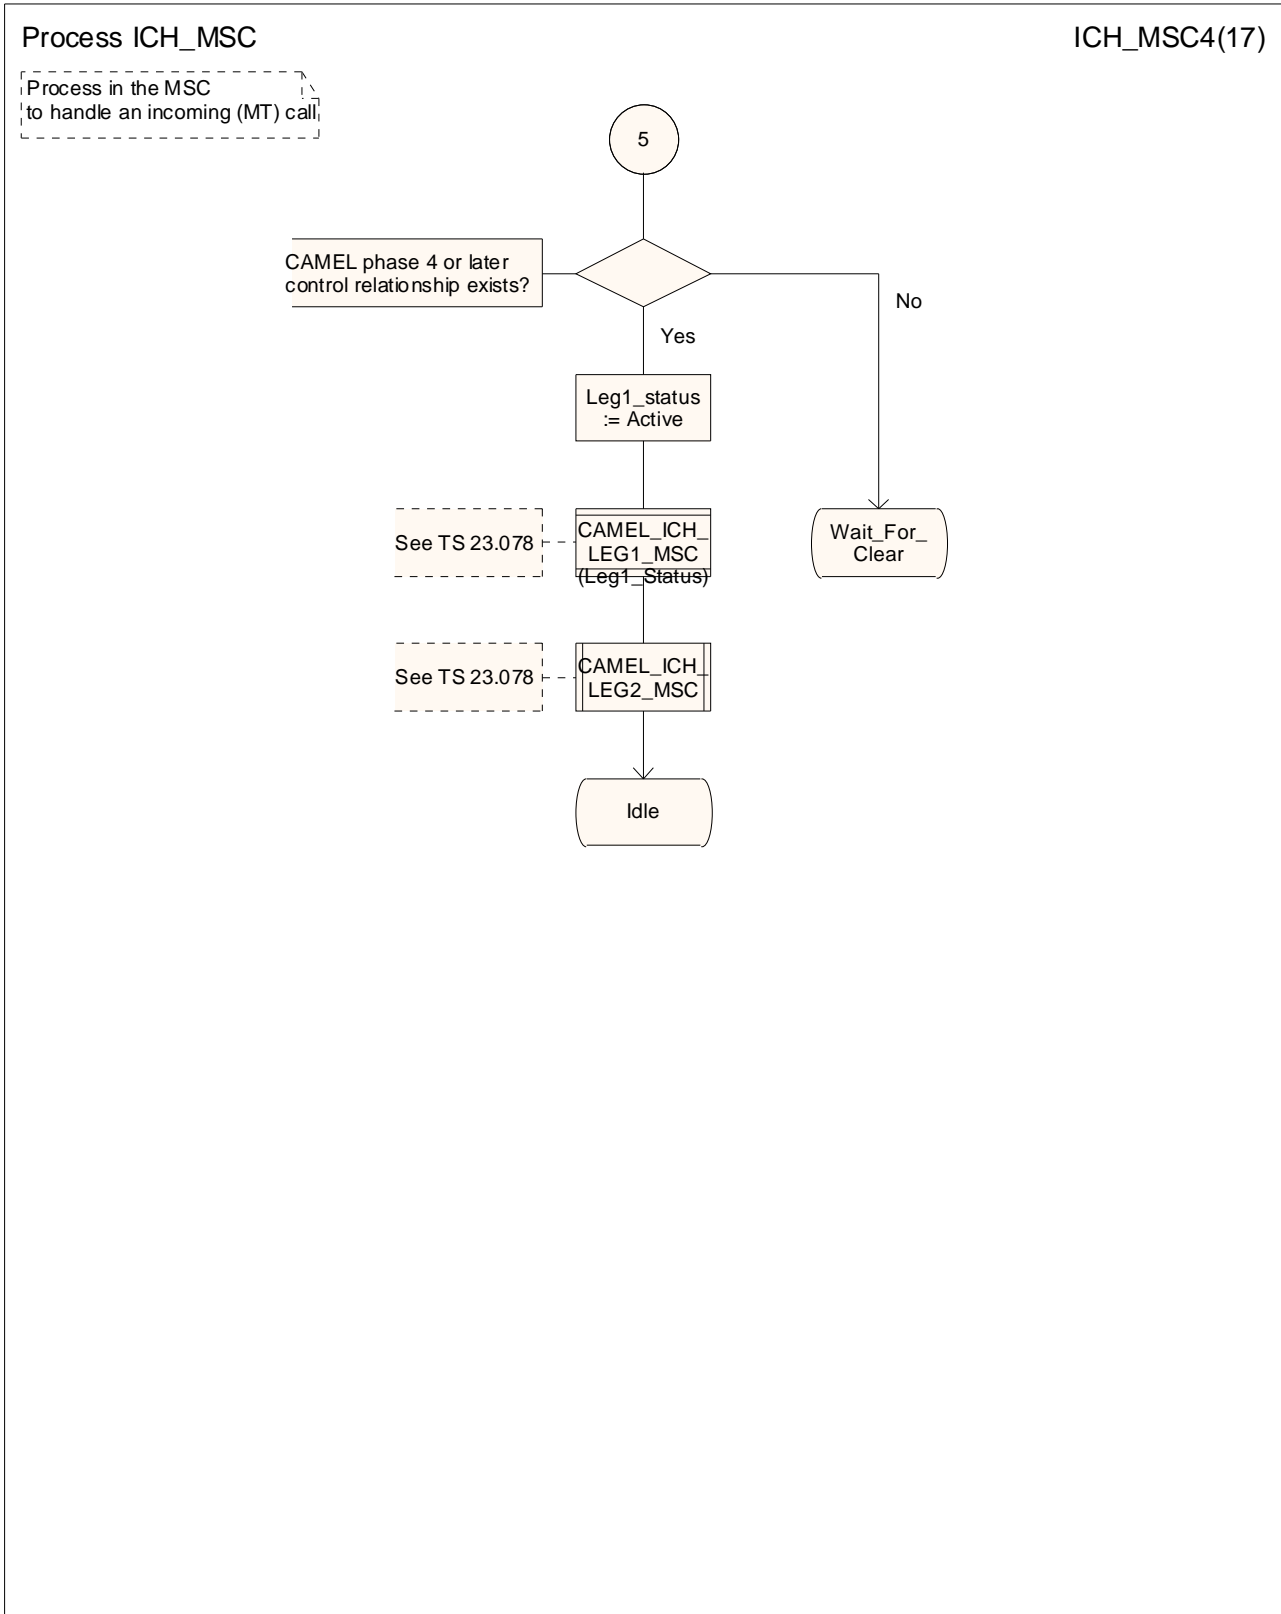 Process ICH_MSC
ICH_MSC4(17)
Process in the MSC
to handle an incoming (MT) call
5
CAMEL phase 4 or later
control relationship exists?
No
Yes
Leg1_status
:= Active
See TS 23.078
CAMEL_ICH_
LEG1_MSC
(Leg1_Status)
Wait_For_
Clear
See TS 23.078
CAMEL_ICH_
LEG2_MSC
Idle